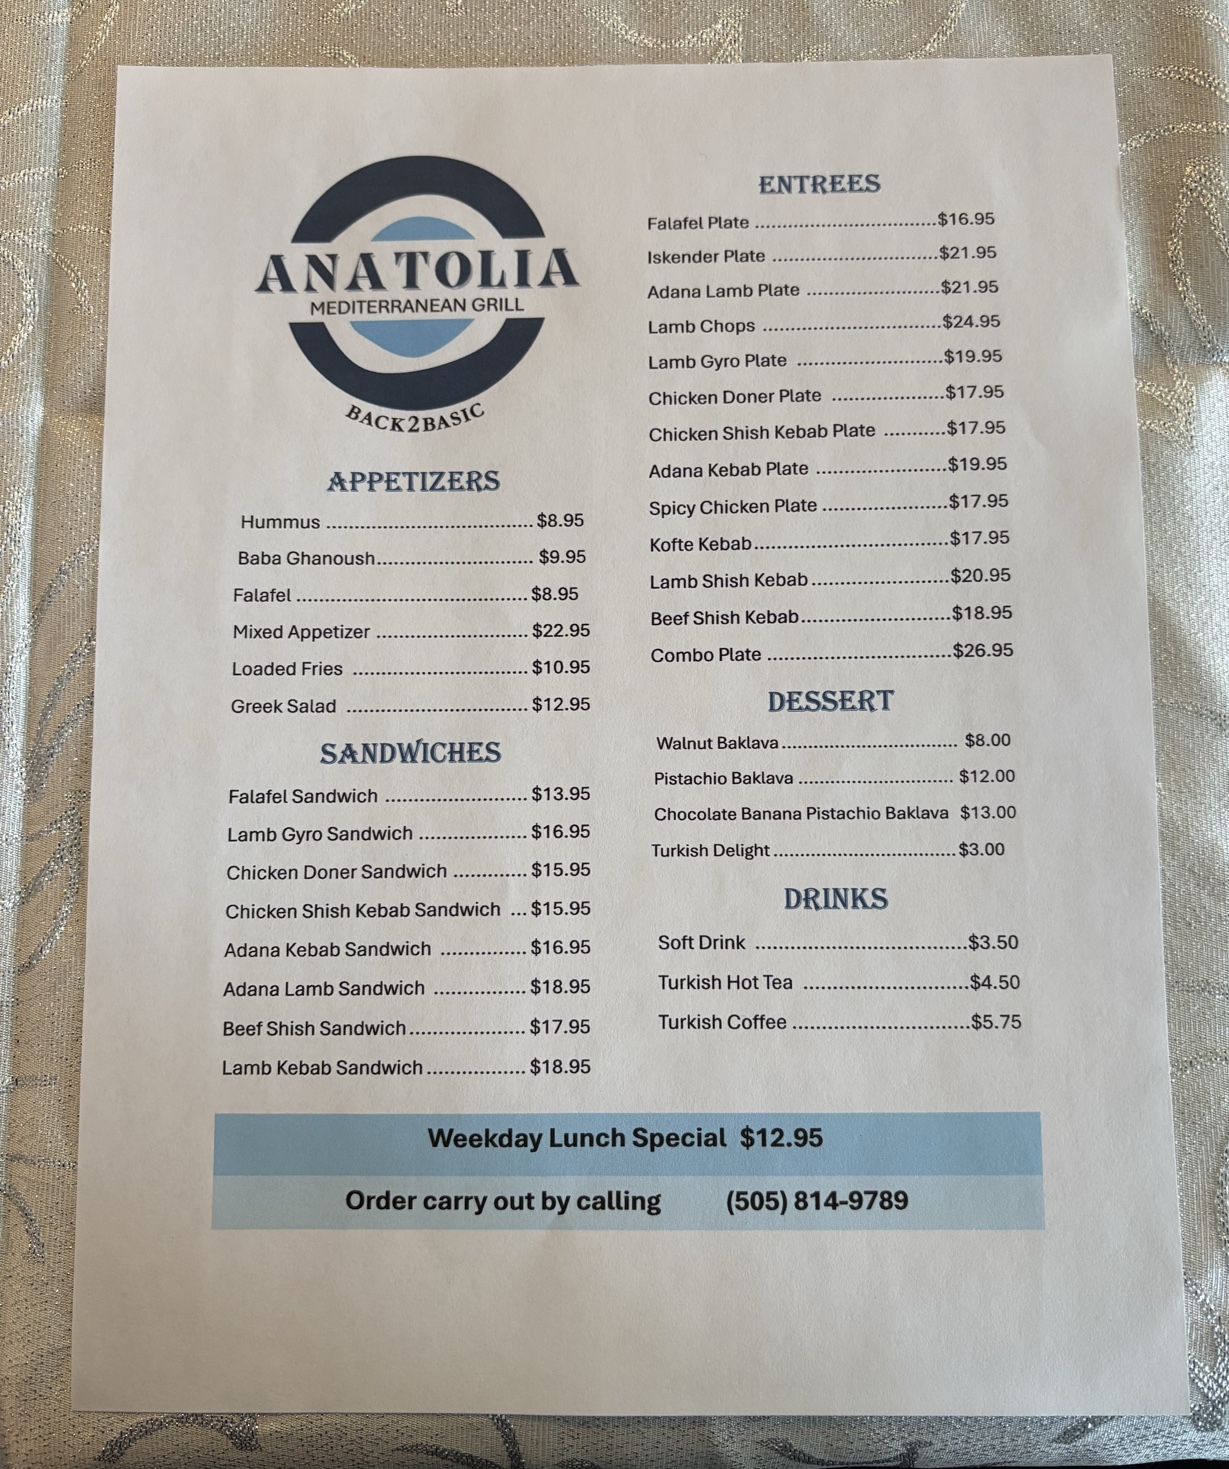 ANATOLIA
MEDITERRANEAN GRILL
BACK2BASIC
APPETIZERS
Hummus ................................... $8.95
Baba Ghanoush........................... $9.95
Falafel ....................................... $8.95
Mixed Appetizer .......................... $22.95
Loaded Fries .............................. $10.95
Greek Salad ............................... $12.95
SANDWICHES
Falafel Sandwich ........................ $13.95
Lamb Gyro Sandwich .................. $16.95
Chicken Doner Sandwich ............ $15.95
Chicken Shish Kebab Sandwich ... $15.95
Adana Kebab Sandwich .............. $16.95
Adana Lamb Sandwich ............... $18.95
Beef Shish Sandwich ................... $17.95
Lamb Kebab Sandwich ................ $18.95
ENTREES
Falafel Plate ................................$16.95
Iskender Plate .............................$21.95
Adana Lamb Plate .......................$21.95
Lamb Chops ...............................$24.95
Lamb Gyro Plate .........................$19.95
Chicken Doner Plate ...................$17.95
Chicken Shish Kebab Plate ..........$17.95
Adana Kebab Plate ......................$19.95
Spicy Chicken Plate .....................$17.95
Kofte Kebab.................................$17.95
Lamb Shish Kebab .......................$20.95
Beef Shish Kebab.........................$18.95
Combo Plate ...............................$26.95
DESSERT
Walnut Baklava .............................. $8.00
Pistachio Baklava .......................... $12.00
Chocolate Banana Pistachio Baklava $13.00
Turkish Delight ...............................$3.00
DRINKS
Soft Drink ...................................$3.50
Turkish Hot Tea ...........................$4.50
Turkish Coffee .............................$5.75
Weekday Lunch Special $12.95
Order carry out by calling (505) 814-9789